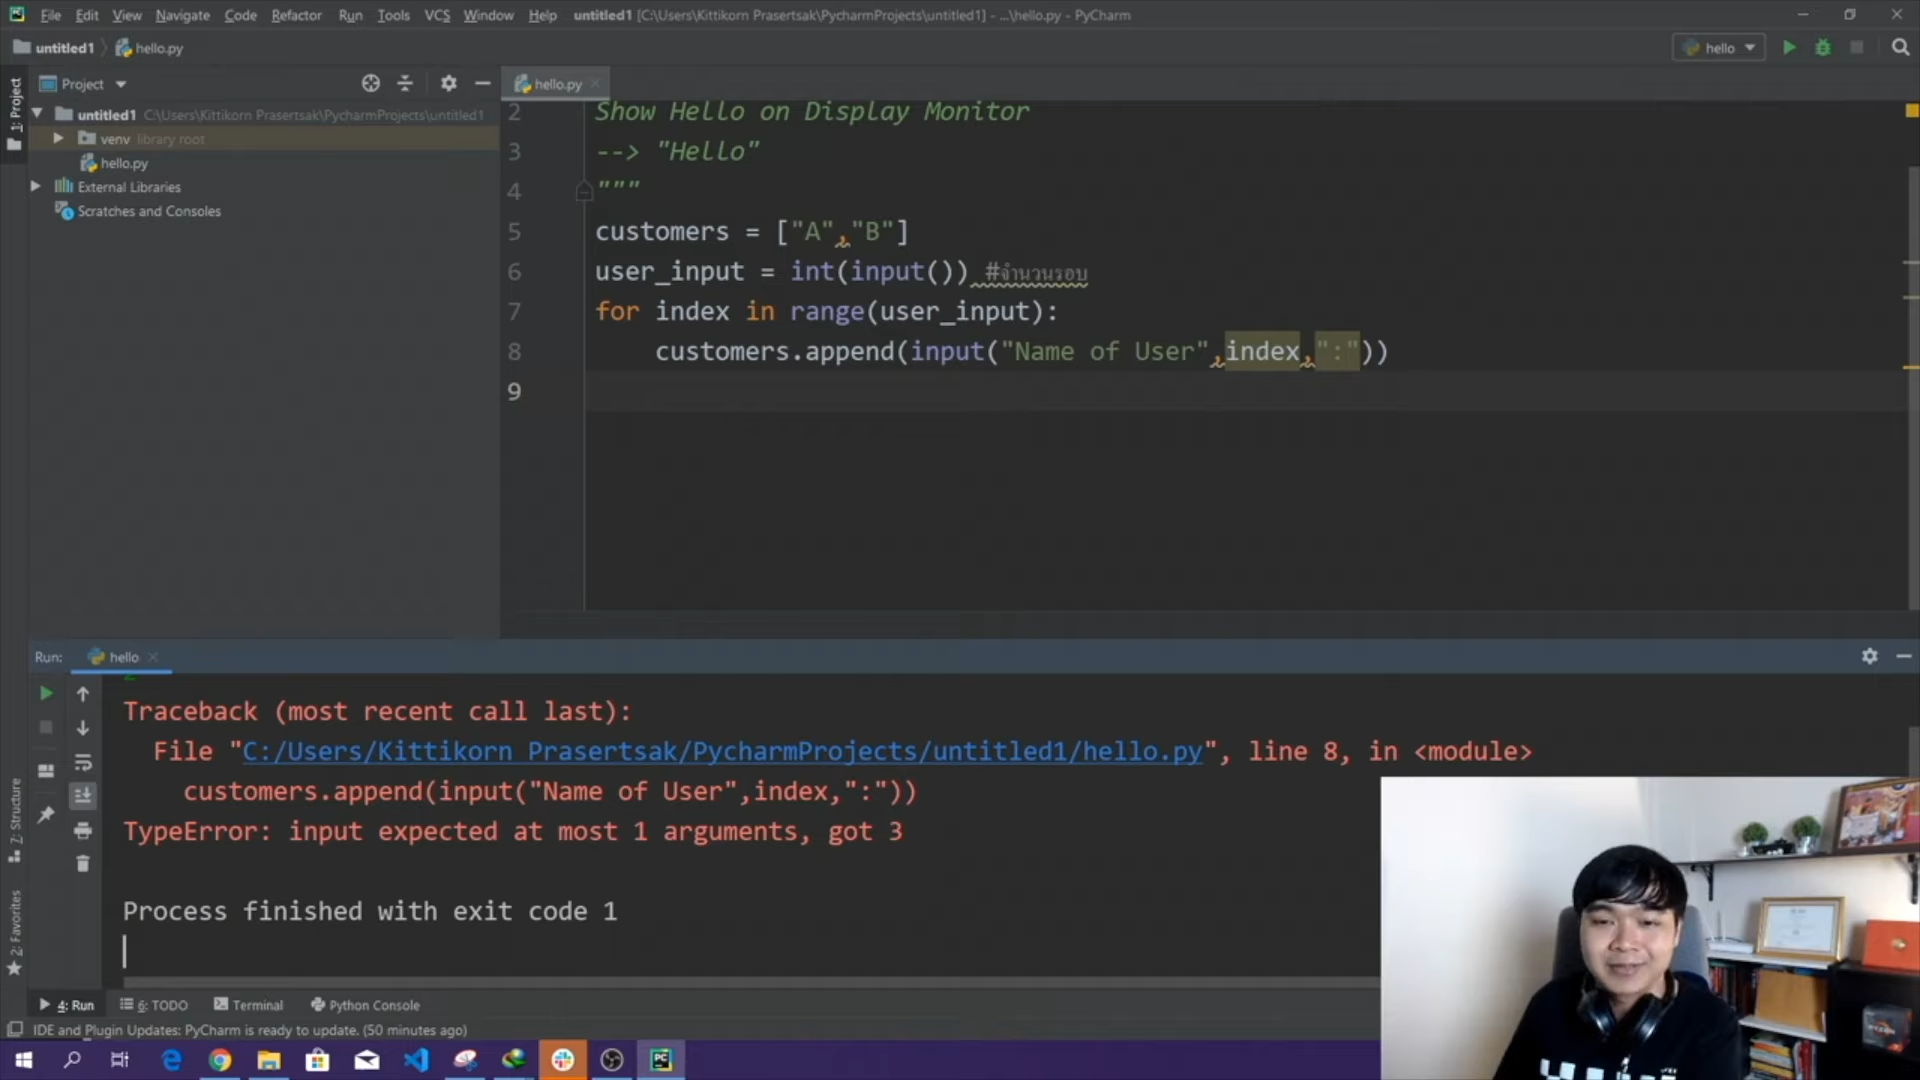 File Edit View Navigate Code Refactor Run Tools VCS Window Help untitled1 [C:\Users\Kittikorn Prasertsak\PycharmProjects\untitled1] - ...\hello.py - PyCharm
untitled1 hello.py
hello
1: Project
Project
untitled1 C:\Users\Kittikorn Prasertsak\PycharmProjects\untitled1
venv library root
hello.py
External Libraries
Scratches and Consoles
hello.py
2 Show Hello on Display Monitor
3 --> "Hello"
4 """
5 customers = ["A","B"]
6 user_input = int(input()) #จำนวนรอบ
7 for index in range(user_input):
8 customers.append(input("Name of User",index,":"))
9
Run: hello
Traceback (most recent call last):
File "C:/Users/Kittikorn Prasertsak/PycharmProjects/untitled1/hello.py", line 8, in <module>
customers.append(input("Name of User",index,":"))
TypeError: input expected at most 1 arguments, got 3
Process finished with exit code 1
7: Structure
2: Favorites
4: Run 6: TODO Terminal Python Console
IDE and Plugin Updates: PyCharm is ready to update. (50 minutes ago)